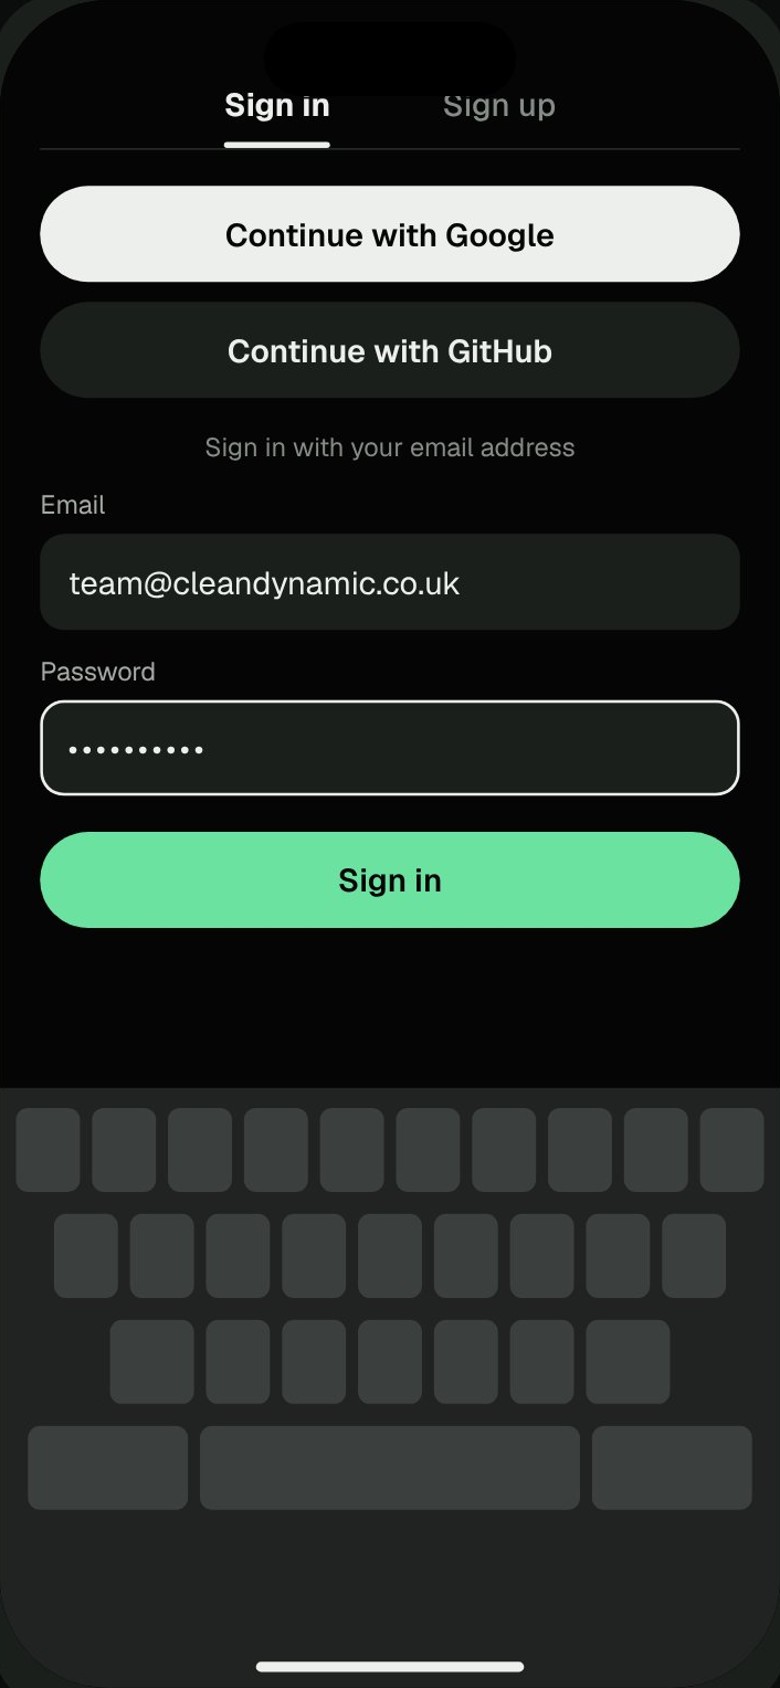 Sign in
Sign up
Continue with Google
Continue with GitHub
Sign in with your email address
Email
team@cleandynamic.co.uk
Password
••••••••••
Sign in